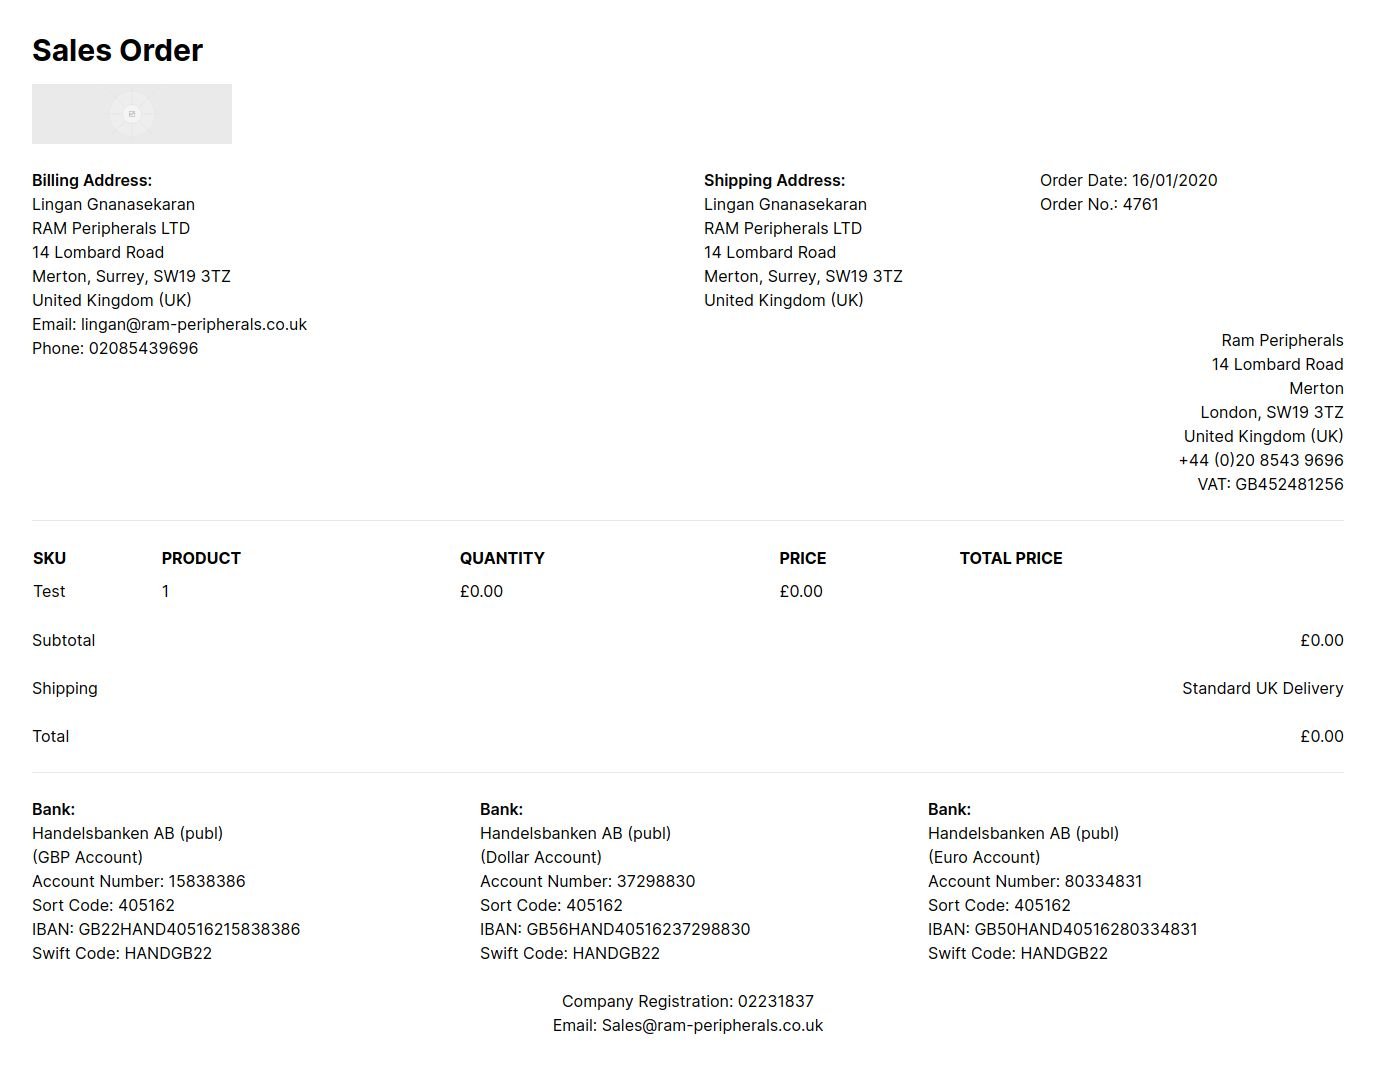 Sales Order
Billing Address:
Lingan Gnanasekaran
RAM Peripherals LTD
14 Lombard Road
Merton, Surrey, SW19 3TZ
United Kingdom (UK)
Email: lingan@ram-peripherals.co.uk
Phone: 02085439696
Shipping Address:
Lingan Gnanasekaran
RAM Peripherals LTD
14 Lombard Road
Merton, Surrey, SW19 3TZ
United Kingdom (UK)
Order Date: 16/01/2020
Order No.: 4761
Ram Peripherals
14 Lombard Road
Merton
London, SW19 3TZ
United Kingdom (UK)
+44 (0)20 8543 9696
VAT: GB452481256
SKU PRODUCT QUANTITY PRICE TOTAL PRICE
Test 1 £0.00 £0.00
Subtotal £0.00
Shipping Standard UK Delivery
Total £0.00
Bank:
Handelsbanken AB (publ)
(GBP Account)
Account Number: 15838386
Sort Code: 405162
IBAN: GB22HAND40516215838386
Swift Code: HANDGB22
Bank:
Handelsbanken AB (publ)
(Dollar Account)
Account Number: 37298830
Sort Code: 405162
IBAN: GB56HAND40516237298830
Swift Code: HANDGB22
Bank:
Handelsbanken AB (publ)
(Euro Account)
Account Number: 80334831
Sort Code: 405162
IBAN: GB50HAND40516280334831
Swift Code: HANDGB22
Company Registration: 02231837
Email: Sales@ram-peripherals.co.uk